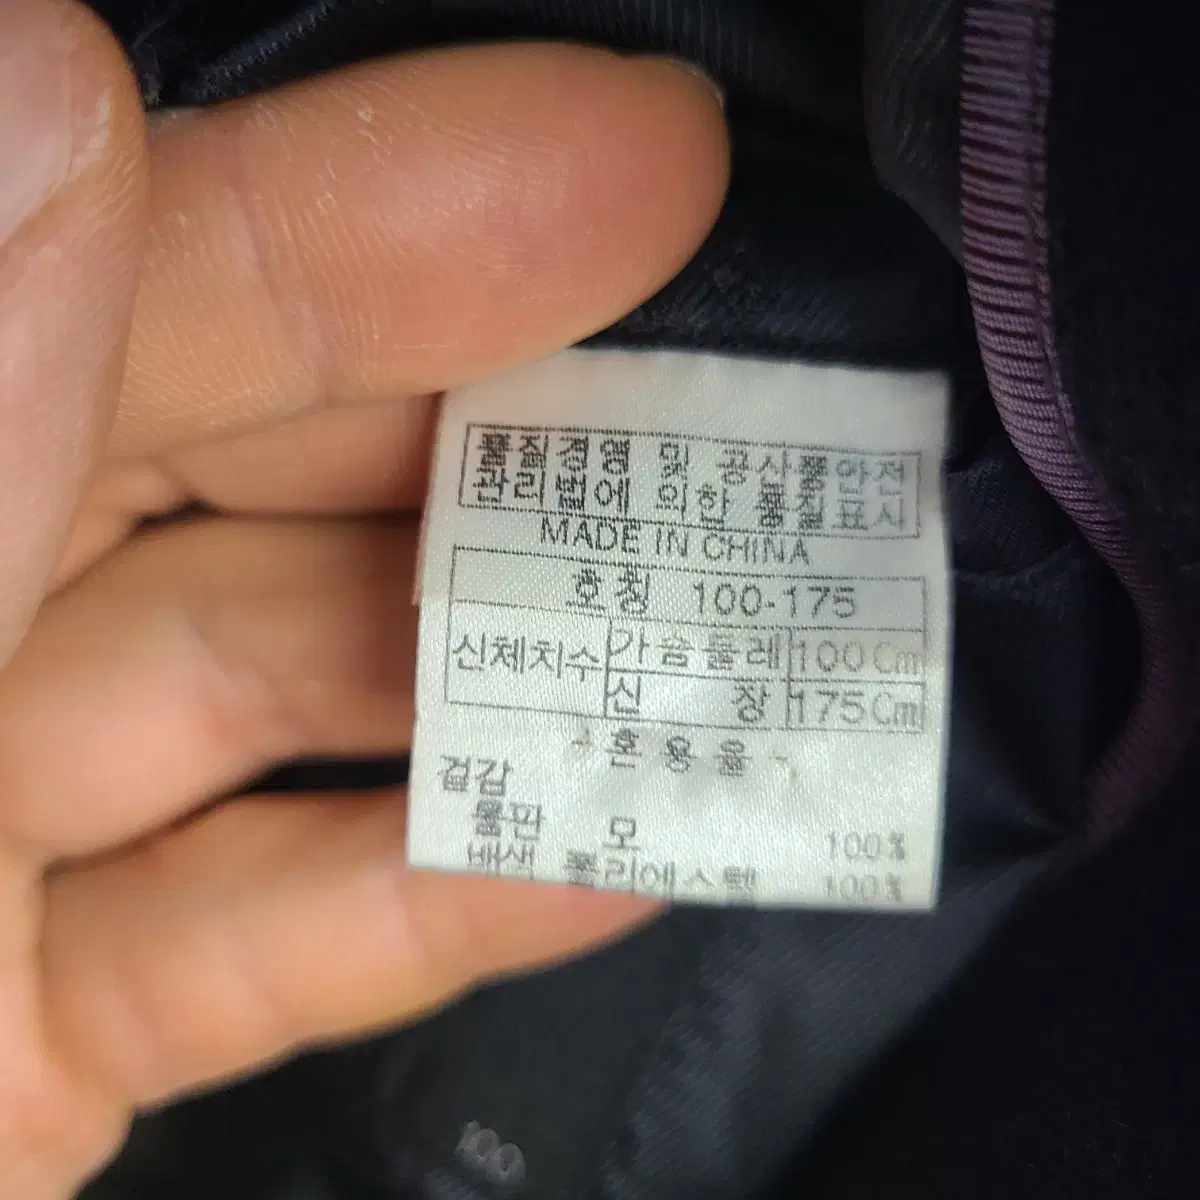 품질경영 및 공산품안전
관리법에 의한 품질표시
MADE IN CHINA
호칭 100-175
신체치수 가슴둘레 100Cm
신 장 175Cm
혼용율
겉감
몸판 모 100%
배색 폴리에스텔 100%
100